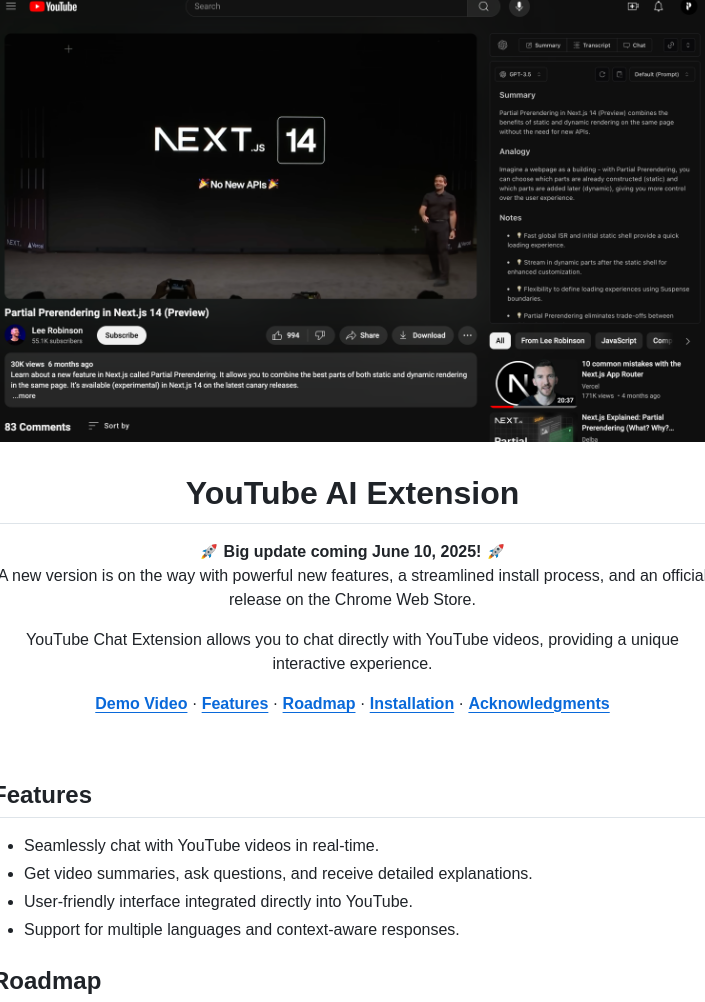 YouTube
Search
NEXT.JS 14
🎉No New APIs🎉
Partial Prerendering in Next.js 14 (Preview)
Lee Robinson
55.1K subscribers
Subscribe
994
Share
Download
30K views 6 months ago
Learn about a new feature in Next.js called Partial Prerendering. It allows you to combine the best parts of both static and dynamic rendering
in the same page. It's available (experimental) in Next.js 14 on the latest canary releases.
...more
83 Comments
Sort by
Summary
Transcript
Chat
GPT-3.5
Default (Prompt)
Summary
Partial Prerendering in Next.js 14 (Preview) combines the
benefits of static and dynamic rendering on the same page
without the need for new APIs.
Analogy
Imagine a webpage as a building - with Partial Prerendering, you
can choose which parts are already constructed (static) and
which parts are added later (dynamic), giving you more control
over the user experience.
Notes
• 💡 Fast global ISR and initial static shell provide a quick
loading experience.
• 💡 Stream in dynamic parts after the static shell for
enhanced customization.
• 💡 Flexibility to define loading experiences using Suspense
boundaries.
• 💡 Partial Prerendering eliminates trade-offs between
All
From Lee Robinson
JavaScript
Comp
20:37
10 common mistakes with the
Next.js App Router
Vercel
171K views • 4 months ago
NEXT.
Partial
Next.js Explained: Partial
Prerendering (What? Why?...
Delba
YouTube AI Extension
🚀 Big update coming June 10, 2025! 🚀
A new version is on the way with powerful new features, a streamlined install process, and an official
release on the Chrome Web Store.
YouTube Chat Extension allows you to chat directly with YouTube videos, providing a unique
interactive experience.
Demo Video · Features · Roadmap · Installation · Acknowledgments
Features
• Seamlessly chat with YouTube videos in real-time.
• Get video summaries, ask questions, and receive detailed explanations.
• User-friendly interface integrated directly into YouTube.
• Support for multiple languages and context-aware responses.
Roadmap